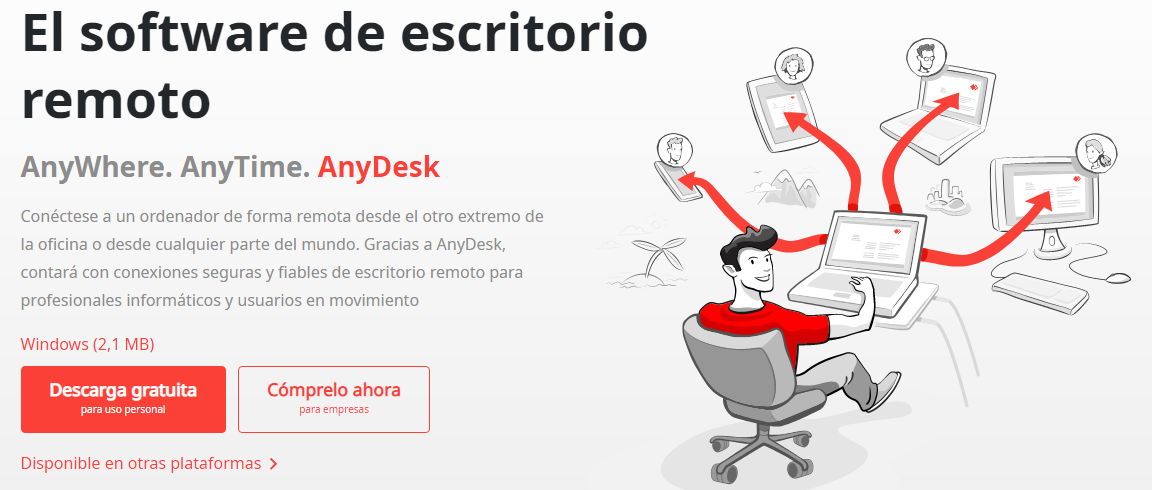 El software de escritorio
remoto
AnyWhere. AnyTime. AnyDesk
Conéctese a un ordenador de forma remota desde el otro extremo de
la oficina o desde cualquier parte del mundo. Gracias a AnyDesk,
contará con conexiones seguras y fiables de escritorio remoto para
profesionales informáticos y usuarios en movimiento
Windows (2,1 MB)
Descarga gratuita
para uso personal
Cómprelo ahora
para empresas
Disponible en otras plataformas